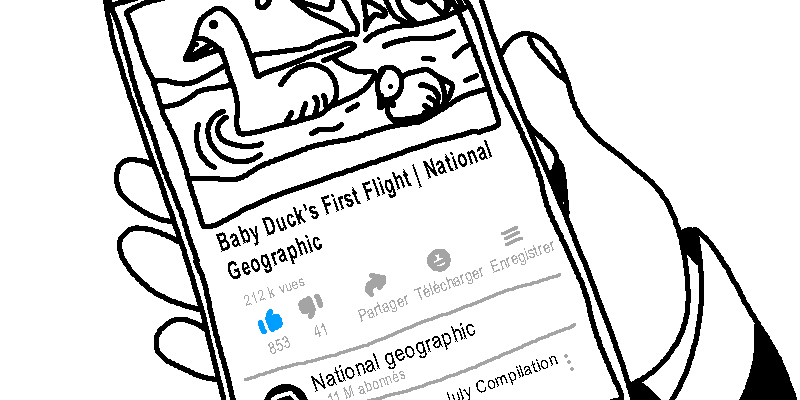 Baby Duck's First Flight | National
Geographic
212 k vues
853
41
Partager
Télécharger
Enregistrer
National geographic
11 M abonnés
July Compilation